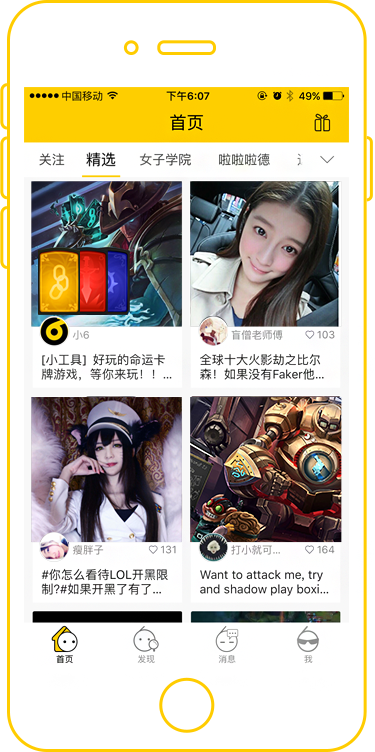 中国移动 下午6:07 49%
首页
关注 精选 女子学院 啦啦啦德
小6 盲僧老师傅 103
[小工具] 好玩的命运卡
牌游戏，等你来玩！！...
全球十大火影劫之比尔
森！如果没有Faker他...
瘦胖子 131 打小就可... 164
#你怎么看待LOL开黑限
制?#如果开黑了有了...
Want to attack me, try
and shadow play boxi...
首页 发现 消息 我